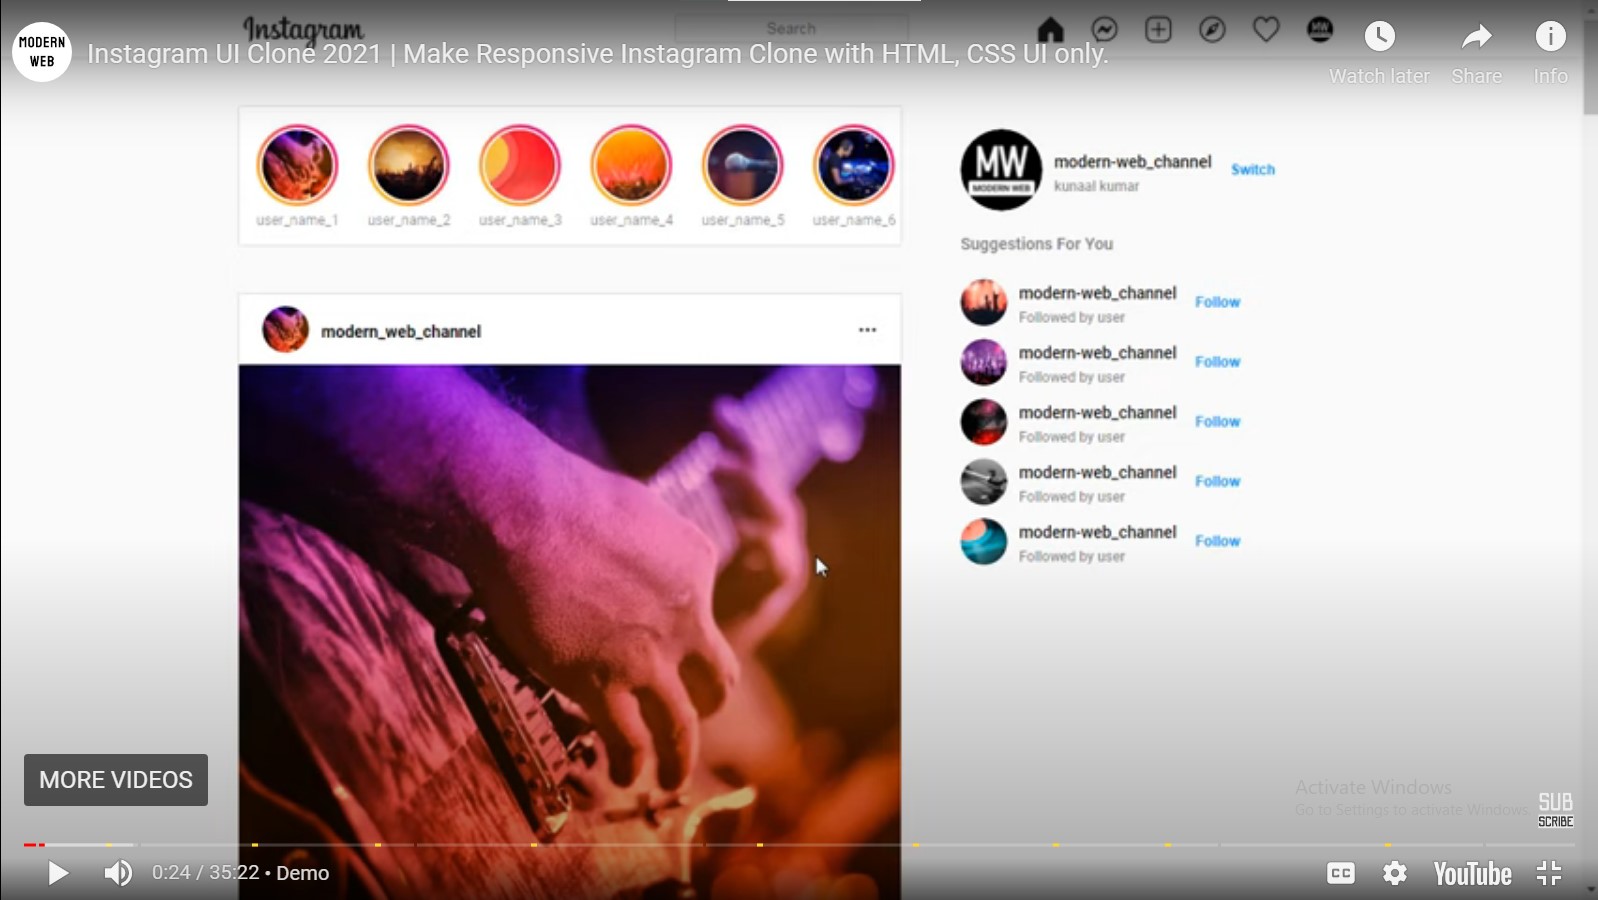 Instagram
Search
MW
MODERN
WEB
Instagram UI Clone 2021 | Make Responsive Instagram Clone with HTML, CSS UI only.
Watch later
Share
Info
user_name_1
user_name_2
user_name_3
user_name_4
user_name_5
user_name_6
MW
MODERN WEB
modern-web_channel
kunaal kumar
Switch
Suggestions For You
modern-web_channel
Followed by user
Follow
modern-web_channel
Followed by user
Follow
modern-web_channel
Followed by user
Follow
modern-web_channel
Followed by user
Follow
modern-web_channel
Followed by user
Follow
modern_web_channel
MORE VIDEOS
Activate Windows
Go to Settings to activate Windows.
SUB
SCRIBE
0:24 / 35:22 • Demo
CC
YouTube